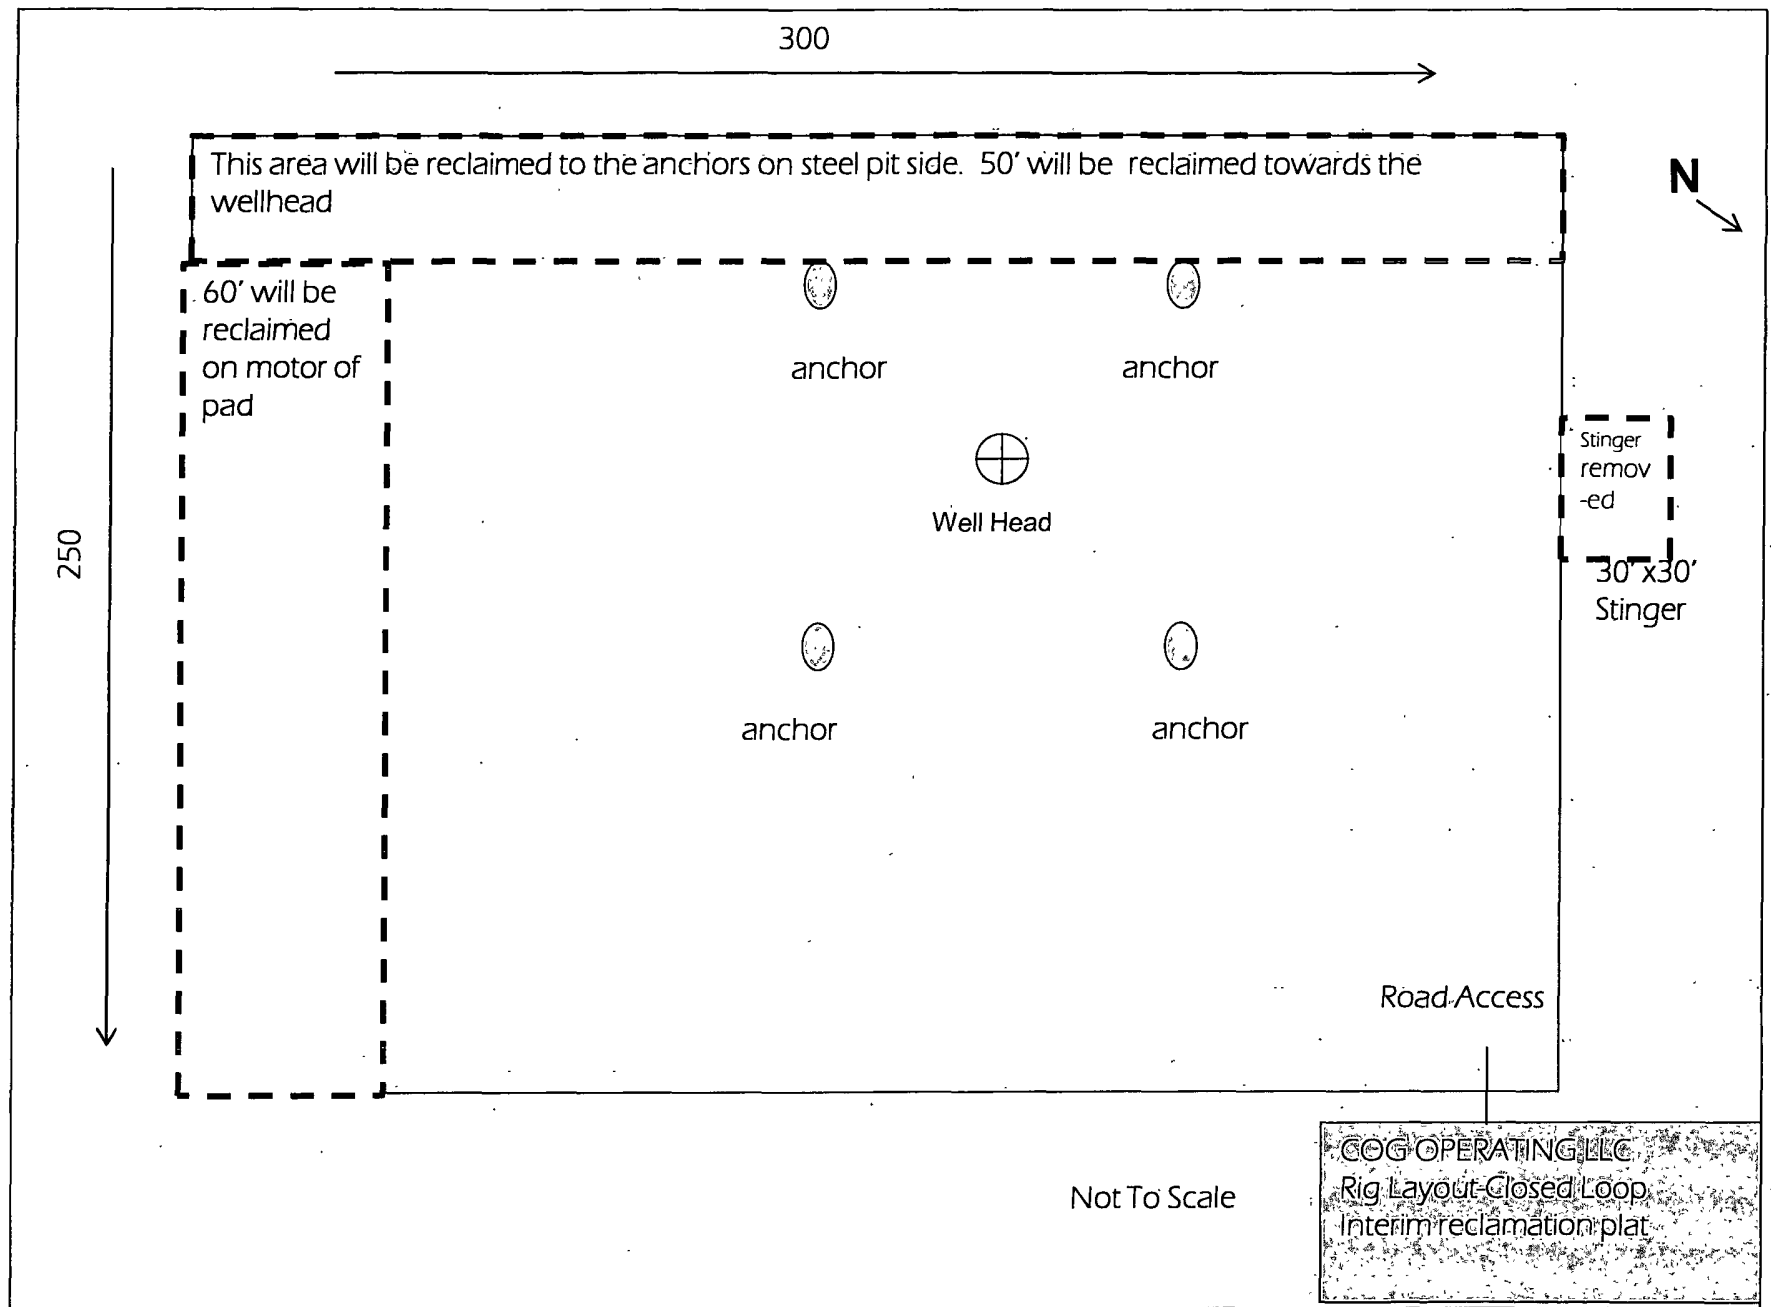 300
This area will be reclaimed to the anchors on steel pit side. 50' will be reclaimed towards the
wellhead
N
60' will be
reclaimed
on motor of
pad
anchor
anchor
Stinger
remov
-ed
Well Head
250
30'x30'
Stinger
anchor
anchor
Road Access
COG OPERATING LLC
Rig Layout-Closed Loop
Interim reclamation plat
Not To Scale